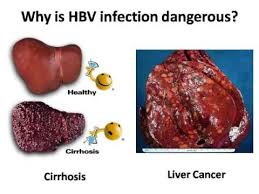 Why is HBV infection dangerous?
Healthy
Cirrhosis
Cirrhosis
Liver Cancer